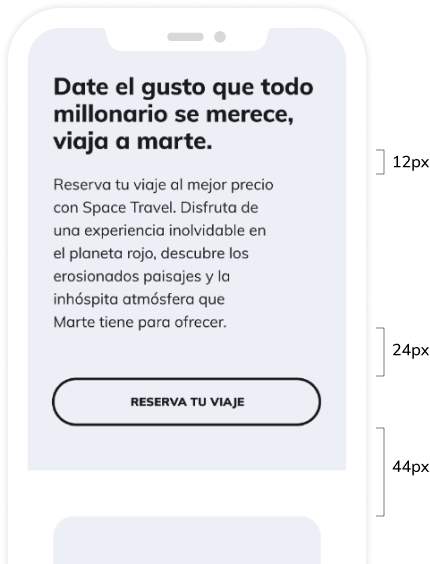 Date el gusto que todo
millonario se merece,
viaja a marte.
12px
Reserva tu viaje al mejor precio
con Space Travel. Disfruta de
una experiencia inolvidable en
el planeta rojo, descubre los
erosionados paisajes y la
inhóspita atmósfera que
Marte tiene para ofrecer.
24px
RESERVA TU VIAJE
44px